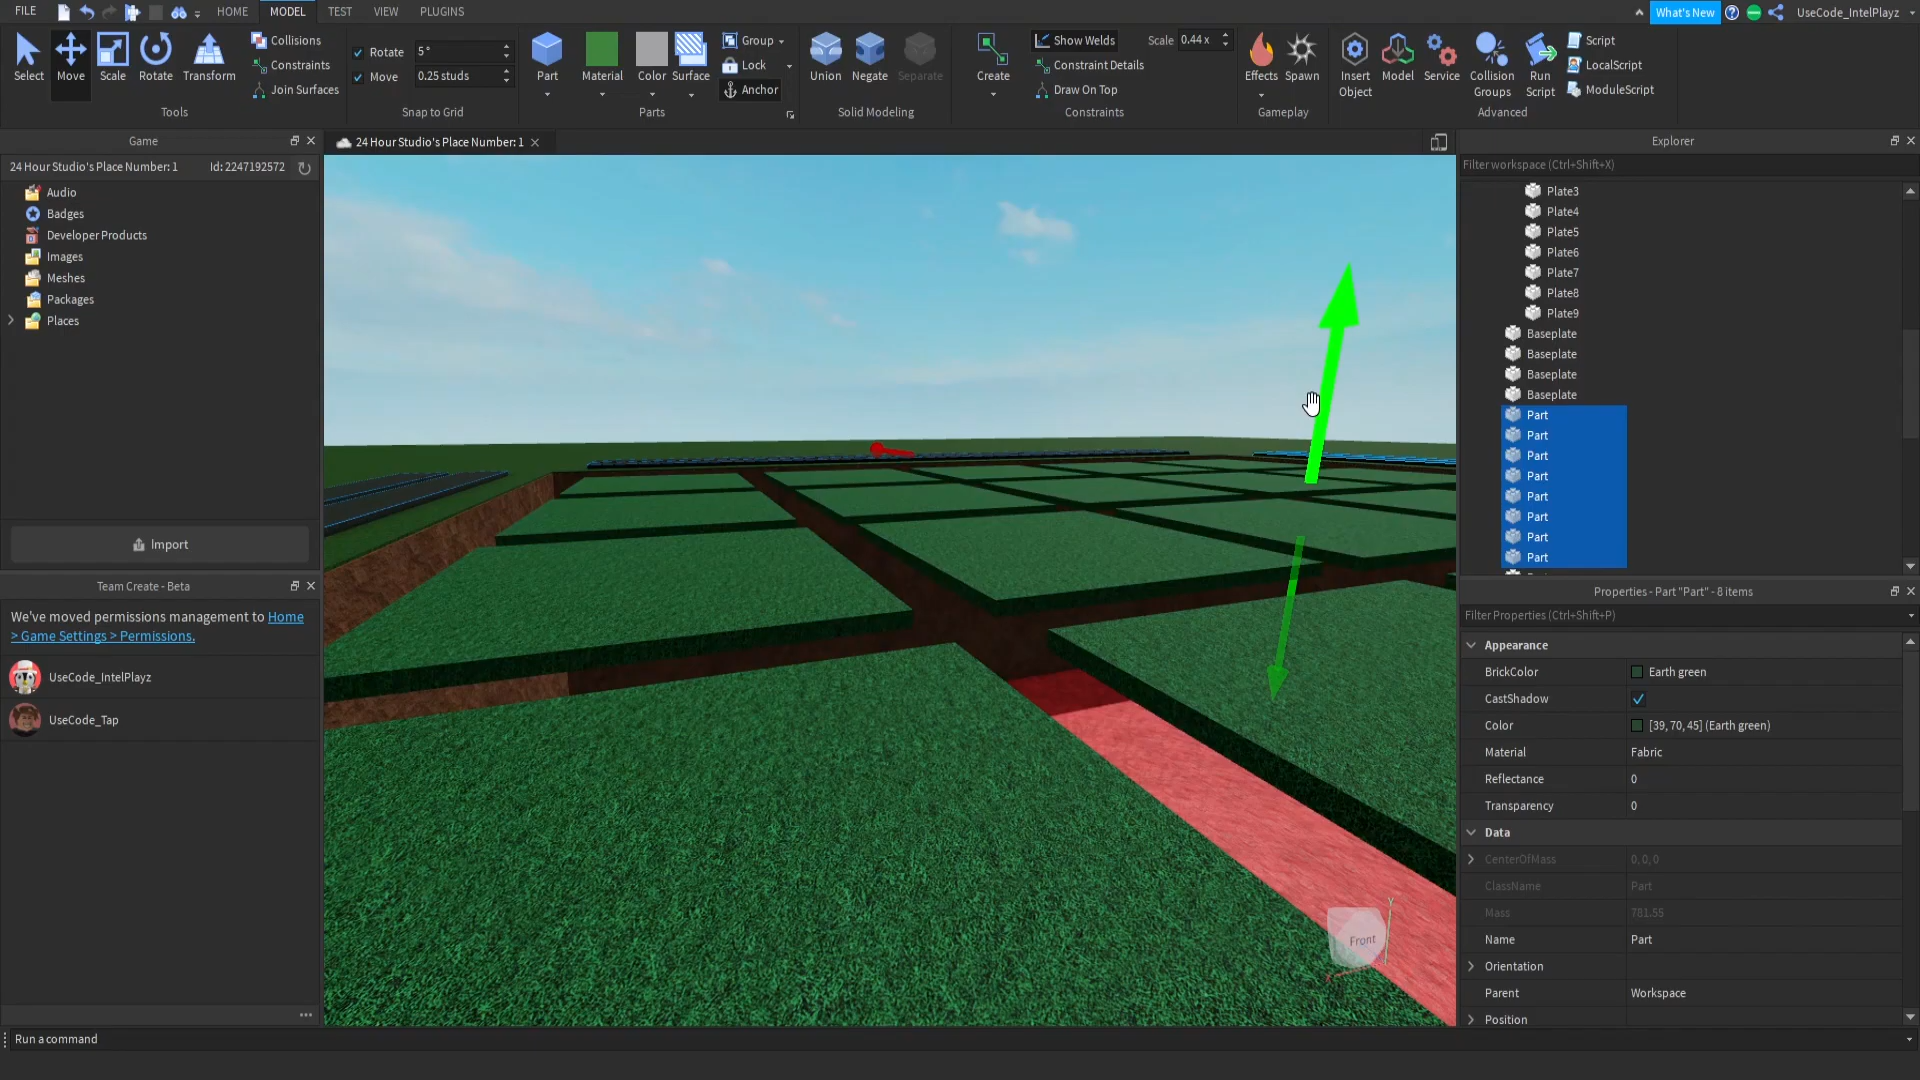 FILE HOME MODEL TEST VIEW PLUGINS What's New UseCode_IntelPlayz
Select Move Scale Rotate Transform
Collisions
Constraints
Join Surfaces
Tools
Rotate 5°
Move 0.25 studs
Snap to Grid
Part Material Color Surface
Group
Lock
Anchor
Parts
Union Negate Separate
Solid Modeling
Create
Show Welds
Constraint Details
Draw On Top
Scale 0.44 x
Constraints
Effects Spawn
Gameplay
Insert Object
Model
Service
Collision Groups
Run Script
Script
LocalScript
ModuleScript
Advanced
Game
24 Hour Studio's Place Number: 1 Id: 2247192572
Audio
Badges
Developer Products
Images
Meshes
Packages
Places
Import
Team Create - Beta
We've moved permissions management to Home
> Game Settings > Permissions.
UseCode_IntelPlayz
UseCode_Tap
24 Hour Studio's Place Number: 1
Front
Y
Explorer
Filter workspace (Ctrl+Shift+X)
Plate3
Plate4
Plate5
Plate6
Plate7
Plate8
Plate9
Baseplate
Baseplate
Baseplate
Baseplate
Part
Part
Part
Part
Part
Part
Part
Part
Properties - Part "Part" - 8 items
Filter Properties (Ctrl+Shift+P)
Appearance
BrickColor Earth green
CastShadow
Color [39, 70, 45] (Earth green)
Material Fabric
Reflectance 0
Transparency 0
Data
CenterOfMass 0, 0, 0
ClassName Part
Mass 781.55
Name Part
Orientation
Parent Workspace
Position
Run a command